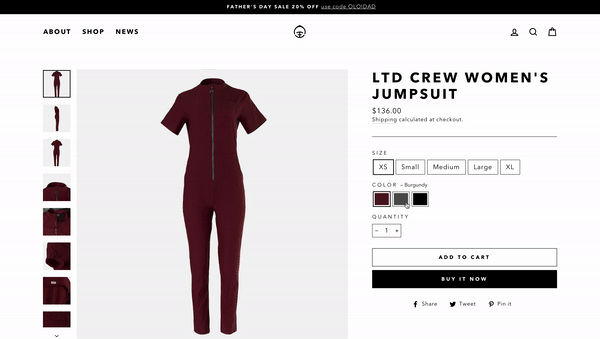 FATHER'S DAY SALE 20% OFF use code OLOIDAD
ABOUT SHOP NEWS
LTD CREW WOMEN'S
JUMPSUIT
$136.00
Shipping calculated at checkout.
SIZE
XS Small Medium Large XL
COLOR — Burgundy
QUANTITY
− 1 +
ADD TO CART
BUY IT NOW
Share Tweet Pin it